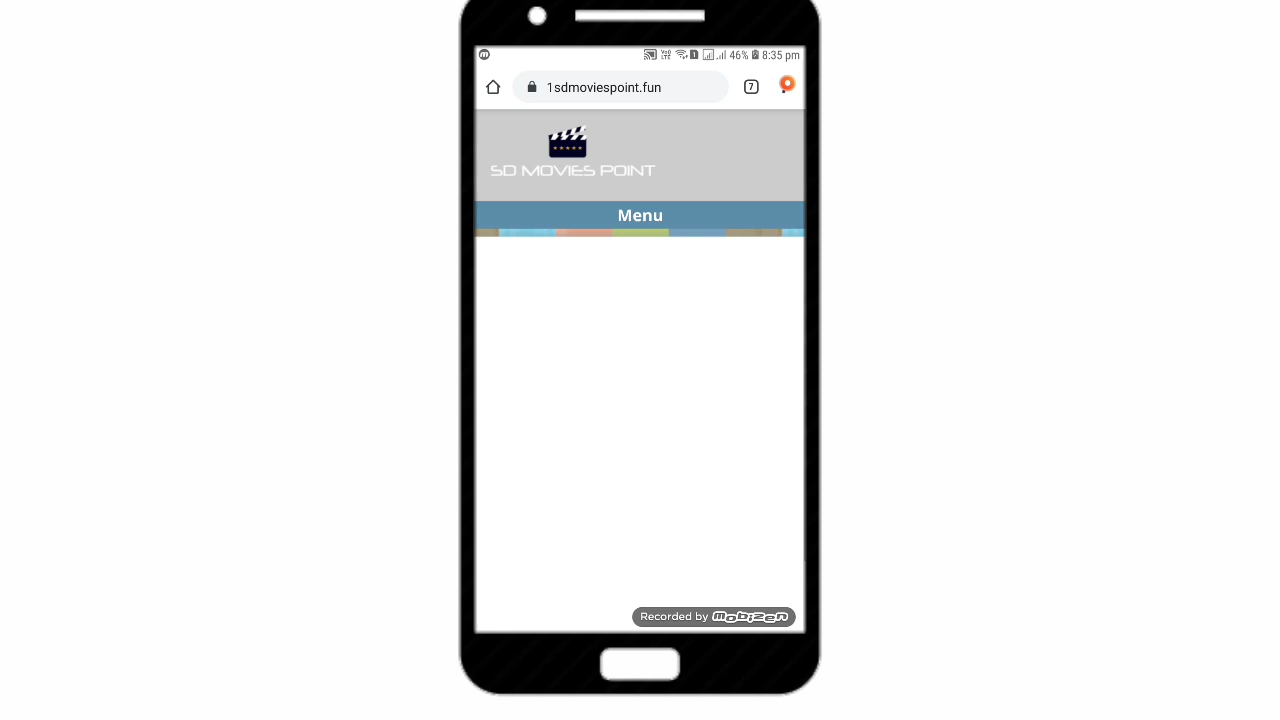 46% 8:35 pm
1sdmoviespoint.fun
7
SD MOVIES POINT
Menu
Recorded by mobizen